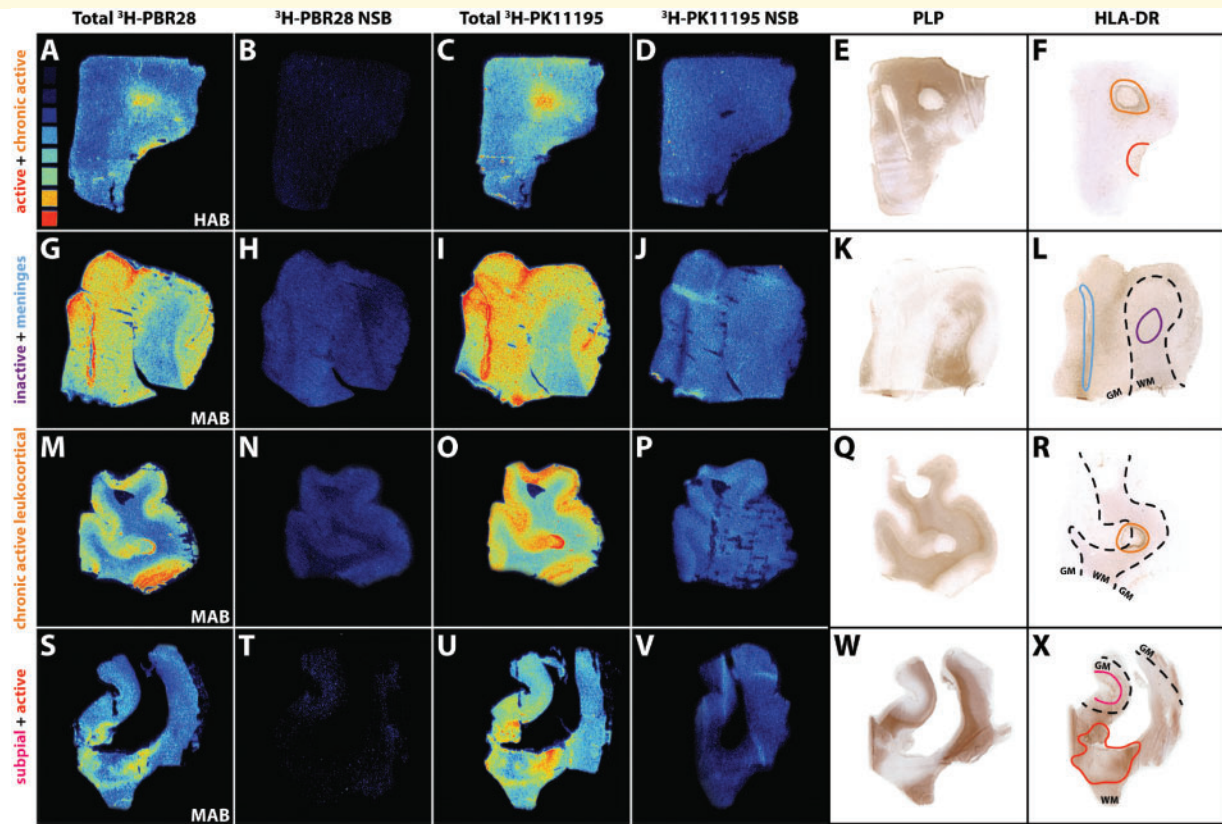 Total ³H-PBR28 ³H-PBR28 NSB Total ³H-PK11195 ³H-PK11195 NSB PLP HLA-DR
active + chronic active
A B C D E F
HAB
inactive + meninges
G H I J K L
GM WM
MAB
chronic active leukocortical
M N O P Q R
GM WM GM
MAB
subpial + active
S T U V W X
GM GM
WM
MAB